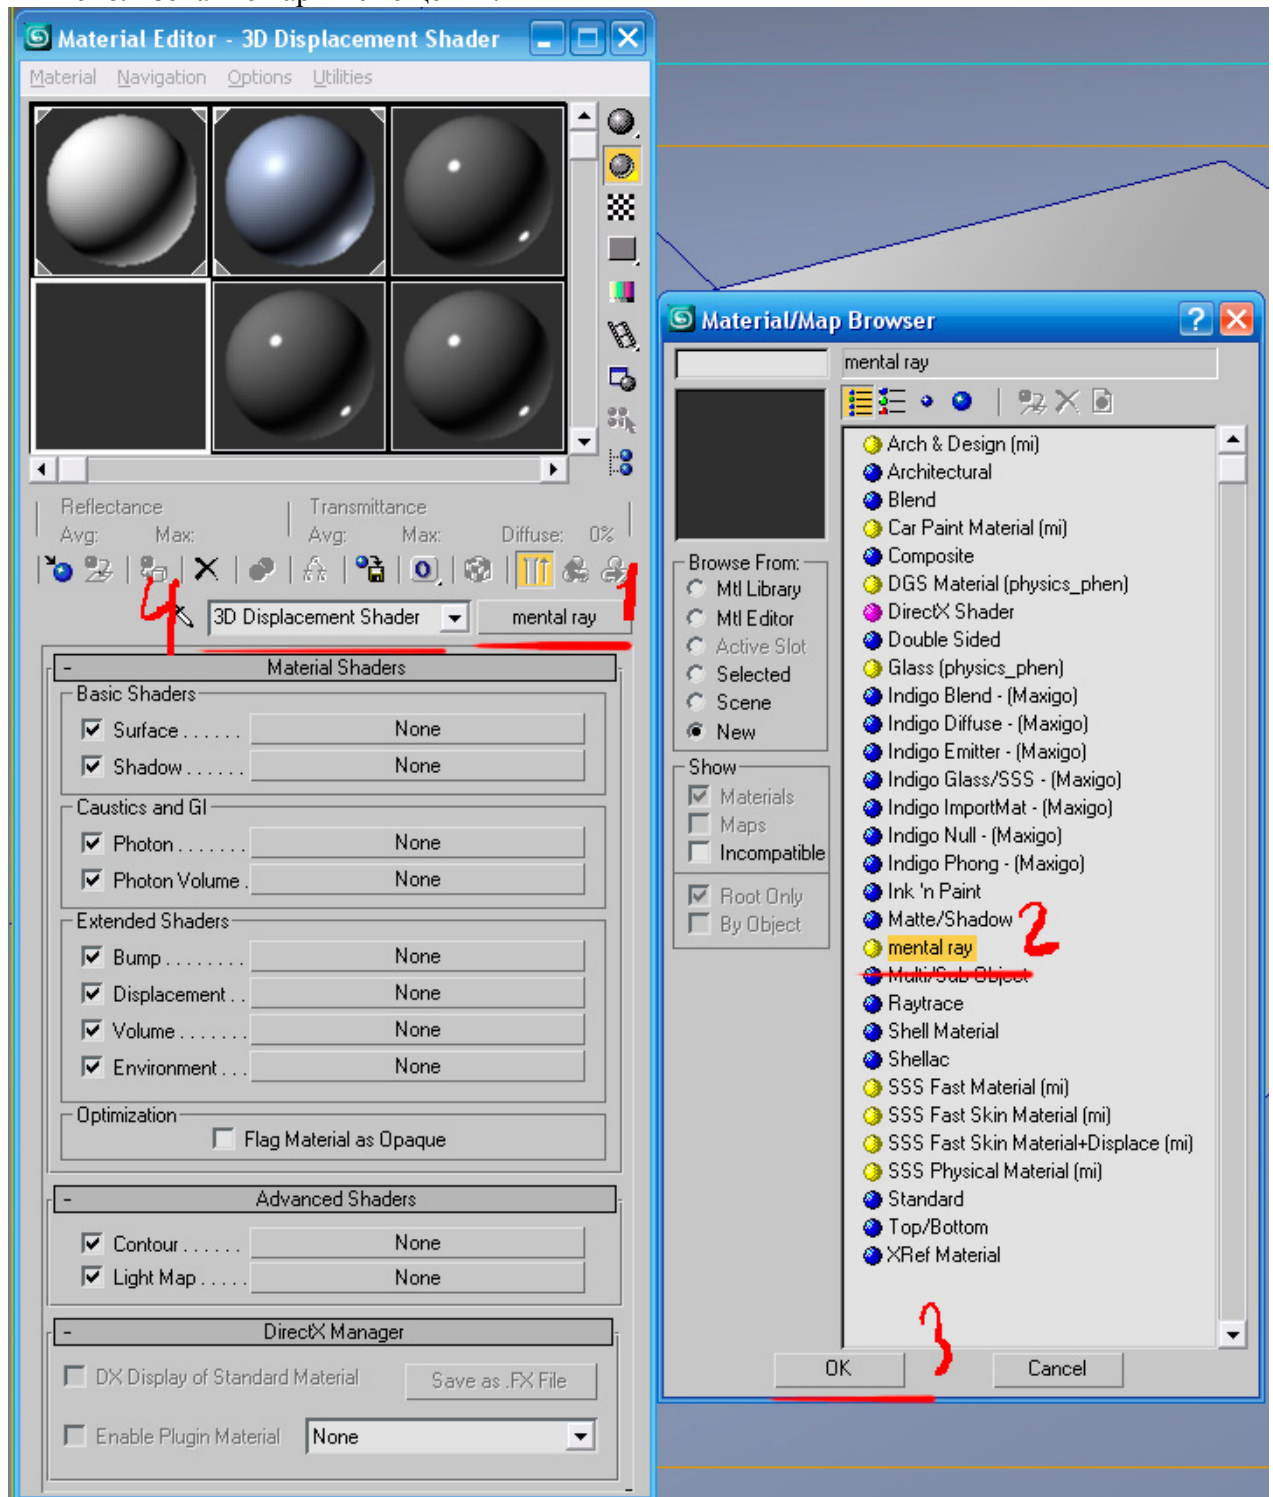 Material Editor - 3D Displacement Shader
Material Navigation Options Utilities
Reflectance
Avg: Max:
Transmittance
Avg: Max: Diffuse: 0%
1
4
3D Displacement Shader
mental ray
Material Shaders
Basic Shaders
Surface . . . . . . None
Shadow . . . . . . None
Caustics and GI
Photon . . . . . . . None
Photon Volume . None
Extended Shaders
Bump . . . . . . . . None
Displacement . . None
Volume . . . . . . . None
Environment . . . None
Optimization
Flag Material as Opaque
Advanced Shaders
Contour . . . . . . None
Light Map . . . . . None
DirectX Manager
DX Display of Standard Material
Save as .FX File
Enable Plugin Material
None
Material/Map Browser
mental ray
Browse From:
Mtl Library
Mtl Editor
Active Slot
Selected
Scene
New
Show
Materials
Maps
Incompatible
Root Only
By Object
Arch & Design (mi)
Architectural
Blend
Car Paint Material (mi)
Composite
DGS Material (physics_phen)
DirectX Shader
Double Sided
Glass (physics_phen)
Indigo Blend - (Maxigo)
Indigo Diffuse - (Maxigo)
Indigo Emitter - (Maxigo)
Indigo Glass/SSS - (Maxigo)
Indigo ImportMat - (Maxigo)
Indigo Null - (Maxigo)
Indigo Phong - (Maxigo)
Ink 'n Paint
Matte/Shadow
2
mental ray
Multi/Sub-Object
Raytrace
Shell Material
Shellac
SSS Fast Material (mi)
SSS Fast Skin Material (mi)
SSS Fast Skin Material+Displace (mi)
SSS Physical Material (mi)
Standard
Top/Bottom
XRef Material
3
OK
Cancel